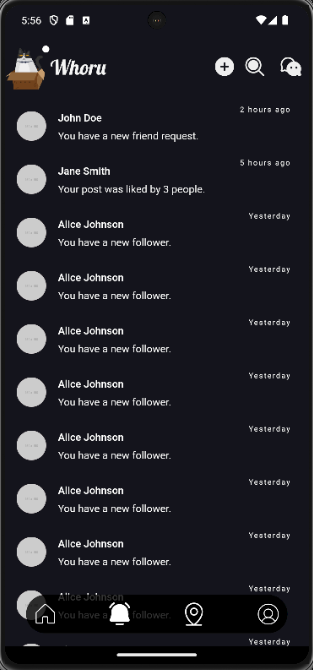 5:56
Whoru
2 hours ago
John Doe
You have a new friend request.
5 hours ago
Jane Smith
Your post was liked by 3 people.
Yesterday
Alice Johnson
You have a new follower.
Yesterday
Alice Johnson
You have a new follower.
Yesterday
Alice Johnson
You have a new follower.
Yesterday
Alice Johnson
You have a new follower.
Yesterday
Alice Johnson
You have a new follower.
Yesterday
Alice Johnson
You have a new follower.
Yesterday
Alice Johnson
You have a new follower.
Yesterday
Alice Johnson
You have a new follower.
Yesterday